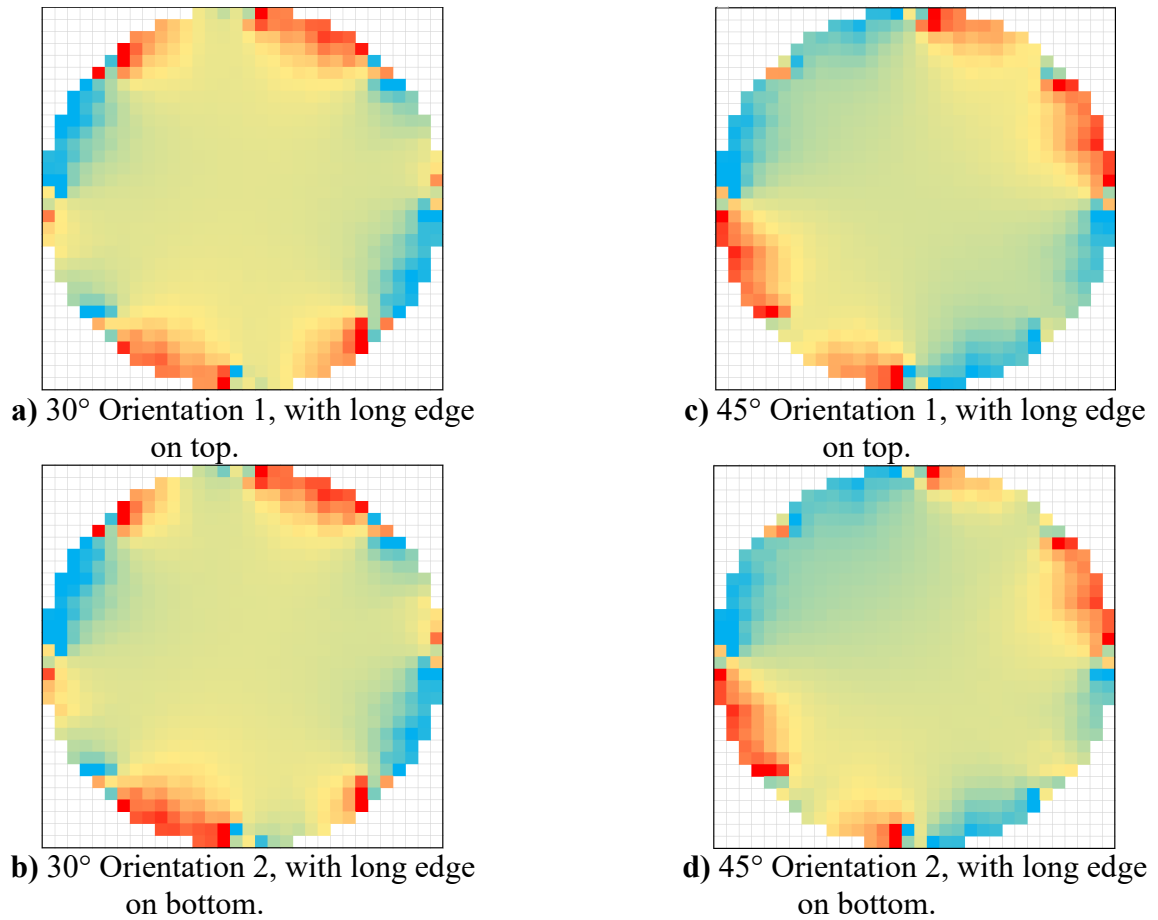 a) 30° Orientation 1, with long edge
on top.
c) 45° Orientation 1, with long edge
on top.
b) 30° Orientation 2, with long edge
on bottom.
d) 45° Orientation 2, with long edge
on bottom.